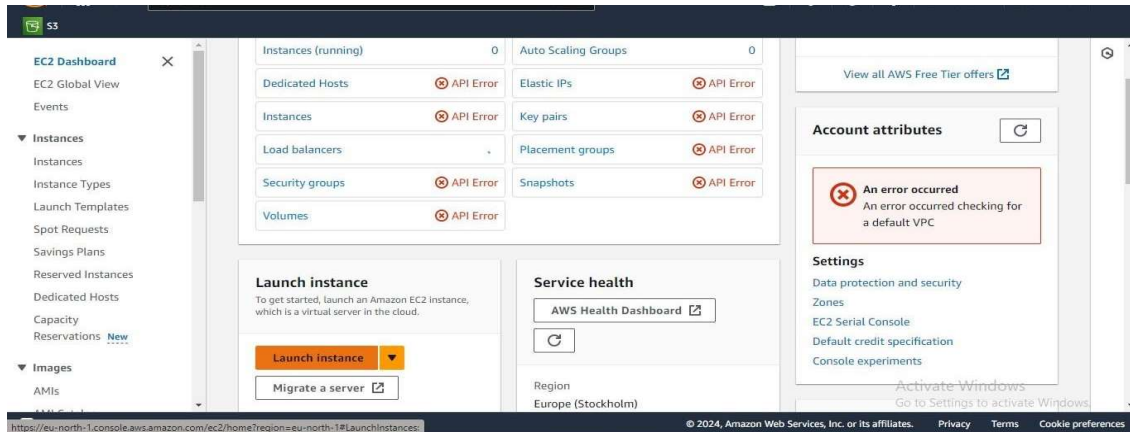 S3
EC2 Dashboard
EC2 Global View
Events
Instances
Instances
Instance Types
Launch Templates
Spot Requests
Savings Plans
Reserved Instances
Dedicated Hosts
Capacity
Reservations New
Images
AMIs
Instances (running) 0
Auto Scaling Groups 0
Dedicated Hosts API Error
Elastic IPs API Error
Instances API Error
Key pairs API Error
Load balancers
Placement groups API Error
Security groups API Error
Snapshots API Error
Volumes API Error
Launch instance
To get started, launch an Amazon EC2 instance,
which is a virtual server in the cloud.
Launch instance
Migrate a server
Service health
AWS Health Dashboard
Region
Europe (Stockholm)
View all AWS Free Tier offers
Account attributes
An error occurred
An error occurred checking for
a default VPC
Settings
Data protection and security
Zones
EC2 Serial Console
Default credit specification
Console experiments
Activate Windows
Go to Settings to activate Windows.
https://eu-north-1.console.aws.amazon.com/ec2/home?region=eu-north-1#LaunchInstances:
© 2024, Amazon Web Services, Inc. or its affiliates. Privacy Terms Cookie preferences